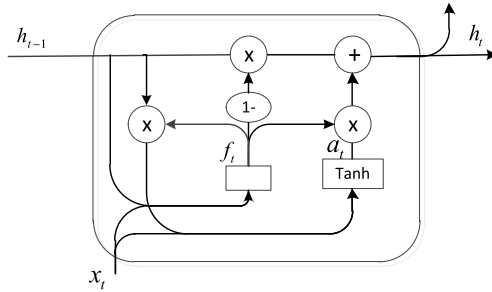 h_{t-1}
x
+
h_t
1-
x
x
f_t
a_t
Tanh
x_t